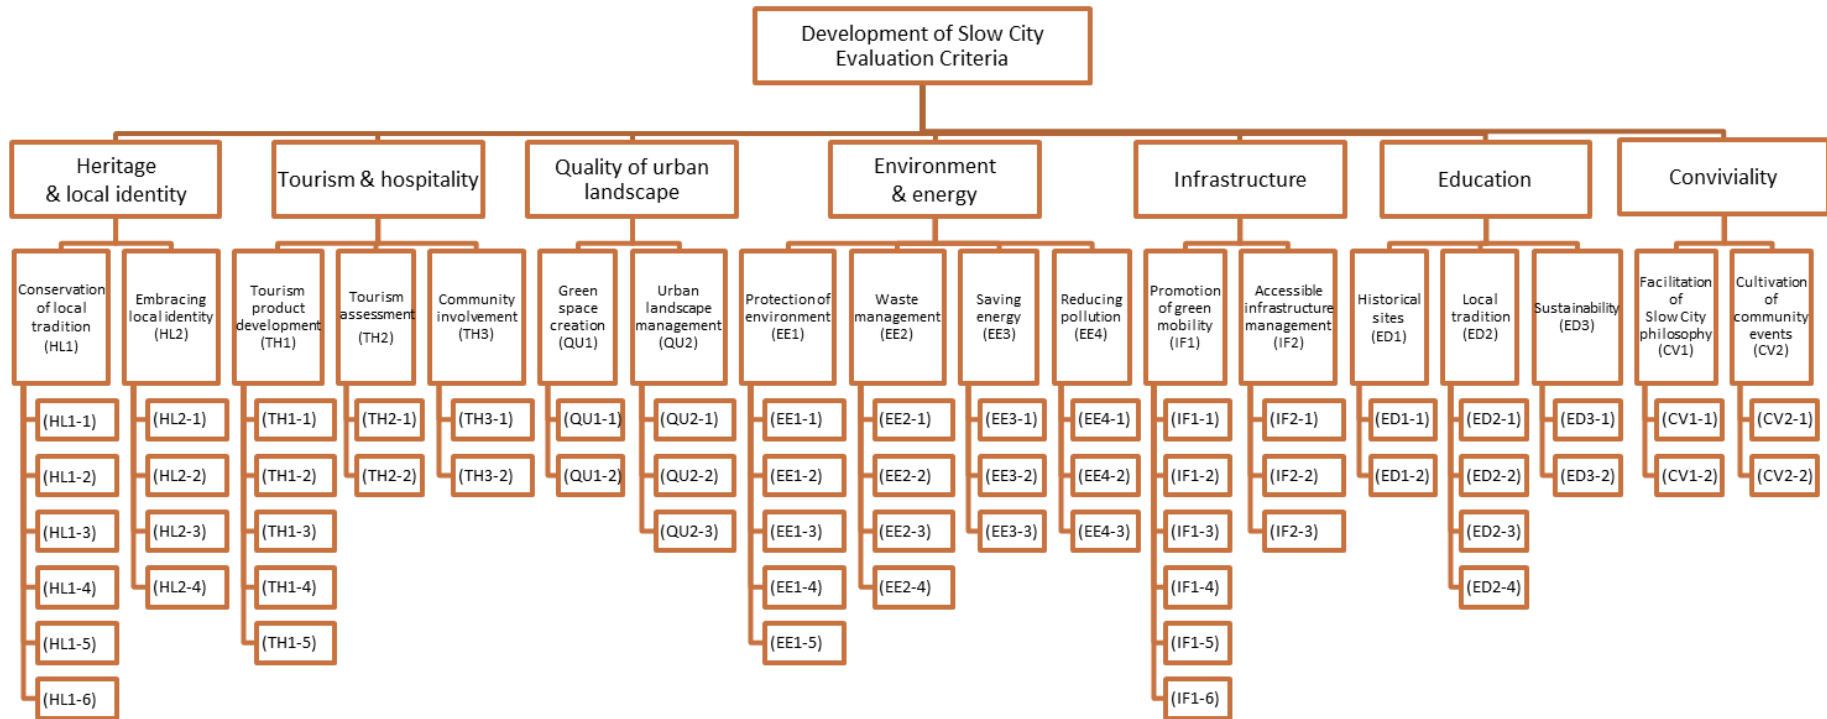 Development of Slow City
Evaluation Criteria
Heritage
& local identity
Tourism & hospitality
Quality of urban
landscape
Environment
& energy
Infrastructure
Education
Conviviality
Conservation
of local
tradition
(HL1)
Embracing
local identity
(HL2)
Tourism
product
development
(TH1)
Tourism
assessment
(TH2)
Community
involvement
(TH3)
Green
space
creation
(QU1)
Urban
landscape
management
(QU2)
Protection of
environment
(EE1)
Waste
management
(EE2)
Saving
energy
(EE3)
Reducing
pollution
(EE4)
Promotion
of green
mobility
(IF1)
Accessible
infrastructure
management
(IF2)
Historical
sites
(ED1)
Local
tradition
(ED2)
Sustainability
(ED3)
Facilitation
of
Slow City
philosophy
(CV1)
Cultivation
of
community
events
(CV2)
(HL1-1)
(HL1-2)
(HL1-3)
(HL1-4)
(HL1-5)
(HL1-6)
(HL2-1)
(HL2-2)
(HL2-3)
(HL2-4)
(TH1-1)
(TH1-2)
(TH1-3)
(TH1-4)
(TH1-5)
(TH2-1)
(TH2-2)
(TH3-1)
(TH3-2)
(QU1-1)
(QU1-2)
(QU2-1)
(QU2-2)
(QU2-3)
(EE1-1)
(EE1-2)
(EE1-3)
(EE1-4)
(EE1-5)
(EE2-1)
(EE2-2)
(EE2-3)
(EE2-4)
(EE3-1)
(EE3-2)
(EE3-3)
(EE4-1)
(EE4-2)
(EE4-3)
(IF1-1)
(IF1-2)
(IF1-3)
(IF1-4)
(IF1-5)
(IF1-6)
(IF2-1)
(IF2-2)
(IF2-3)
(ED1-1)
(ED1-2)
(ED2-1)
(ED2-2)
(ED2-3)
(ED2-4)
(ED3-1)
(ED3-2)
(CV1-1)
(CV1-2)
(CV2-1)
(CV2-2)